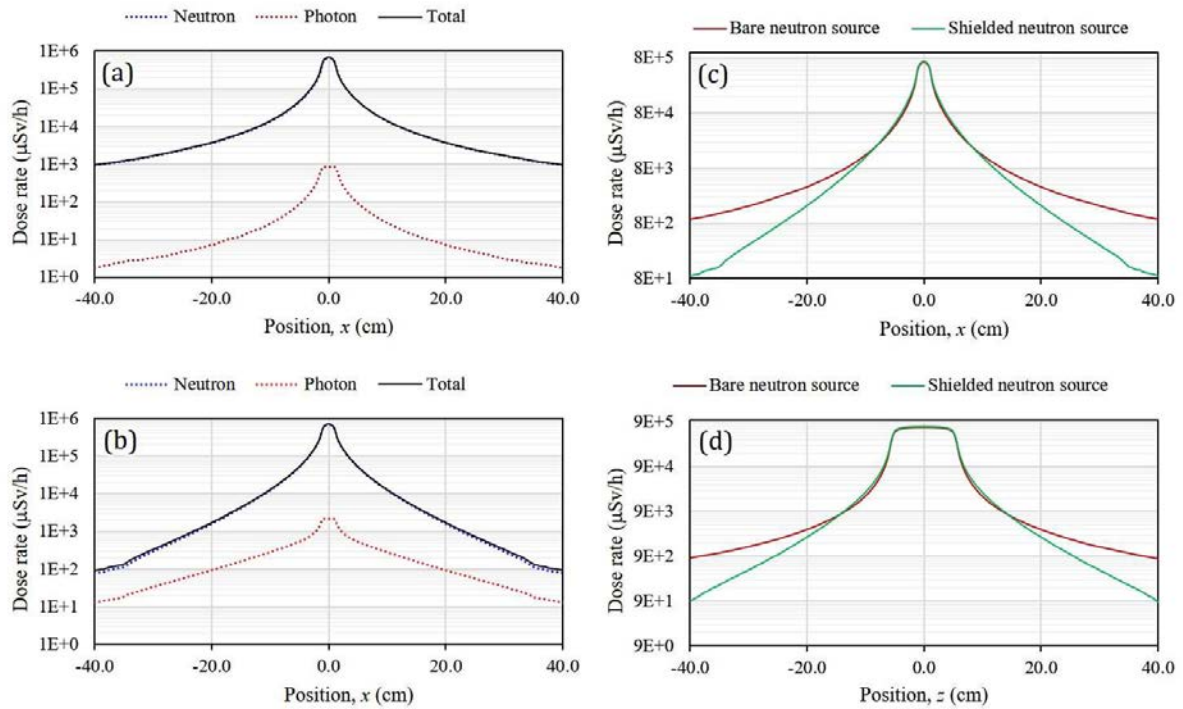 Neutron Photon Total
(a)
Dose rate (µSv/h)
1E+6
1E+5
1E+4
1E+3
1E+2
1E+1
1E+0
-40.0 -20.0 0.0 20.0 40.0
Position, x (cm)
Bare neutron source Shielded neutron source
(c)
Dose rate (µSv/h)
8E+5
8E+4
8E+3
8E+2
8E+1
-40.0 -20.0 0.0 20.0 40.0
Position, x (cm)
Neutron Photon Total
(b)
Dose rate (µSv/h)
1E+6
1E+5
1E+4
1E+3
1E+2
1E+1
1E+0
-40.0 -20.0 0.0 20.0 40.0
Position, x (cm)
Bare neutron source Shielded neutron source
(d)
Dose rate (µSv/h)
9E+5
9E+4
9E+3
9E+2
9E+1
9E+0
-40.0 -20.0 0.0 20.0 40.0
Position, z (cm)